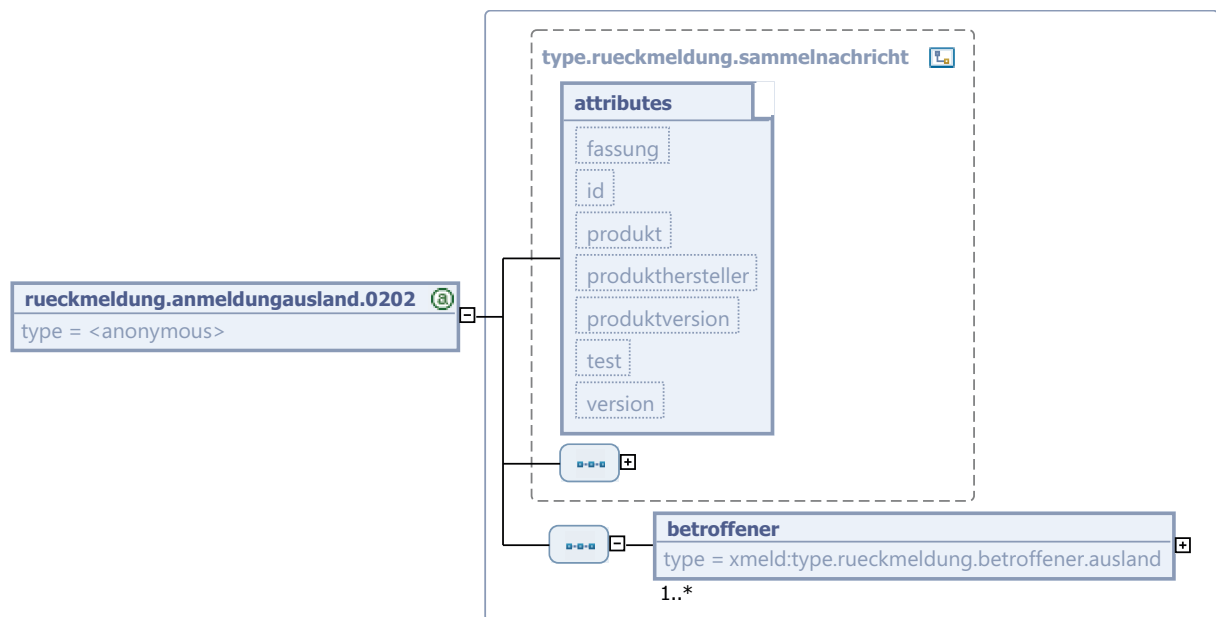 type.rueckmeldung.sammelnachricht
attributes
fassung
id
produkt
produkthersteller
produktversion
test
version
rueckmeldung.anmeldungausland.0202 @
type = <anonymous>
betroffener
type = xmeld:type.rueckmeldung.betroffener.ausland
1..*